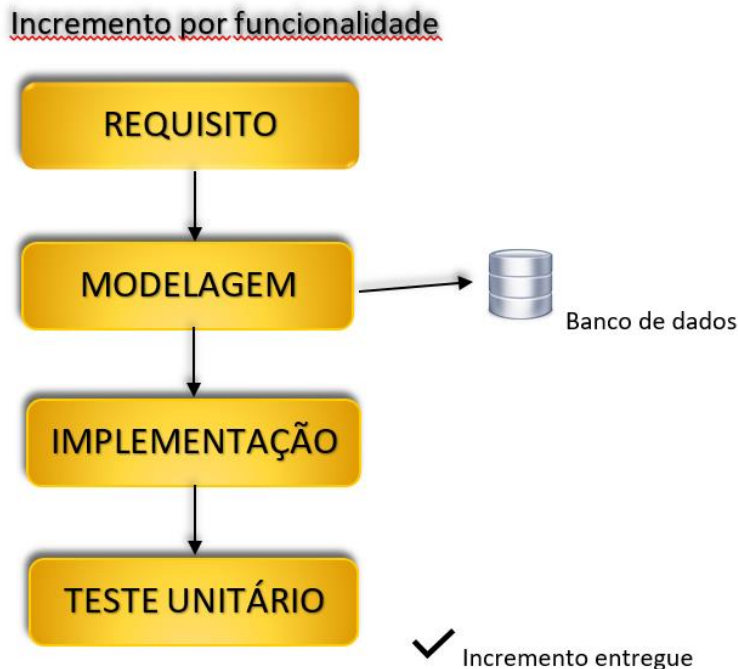 Incremento por funcionalidade
REQUISITO
MODELAGEM
Banco de dados
IMPLEMENTAÇÃO
TESTE UNITÁRIO
Incremento entregue